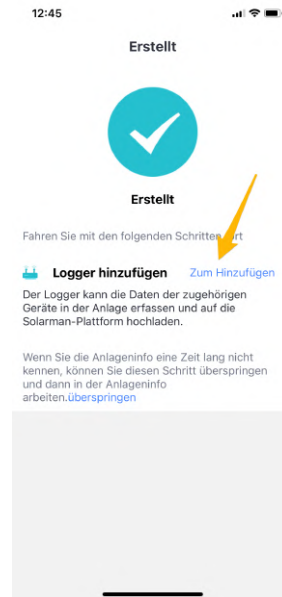 12:45
Erstellt
Erstellt
Fahren Sie mit den folgenden Schritten
Logger hinzufügen Zum Hinzufügen
Der Logger kann die Daten der zugehörigen
Geräte in der Anlage erfassen und auf die
Solarman-Plattform hochladen.
Wenn Sie die Anlageninfo eine Zeit lang nicht
kennen, können Sie diesen Schritt überspringen
und dann in der Anlageninfo
arbeiten.überspringen